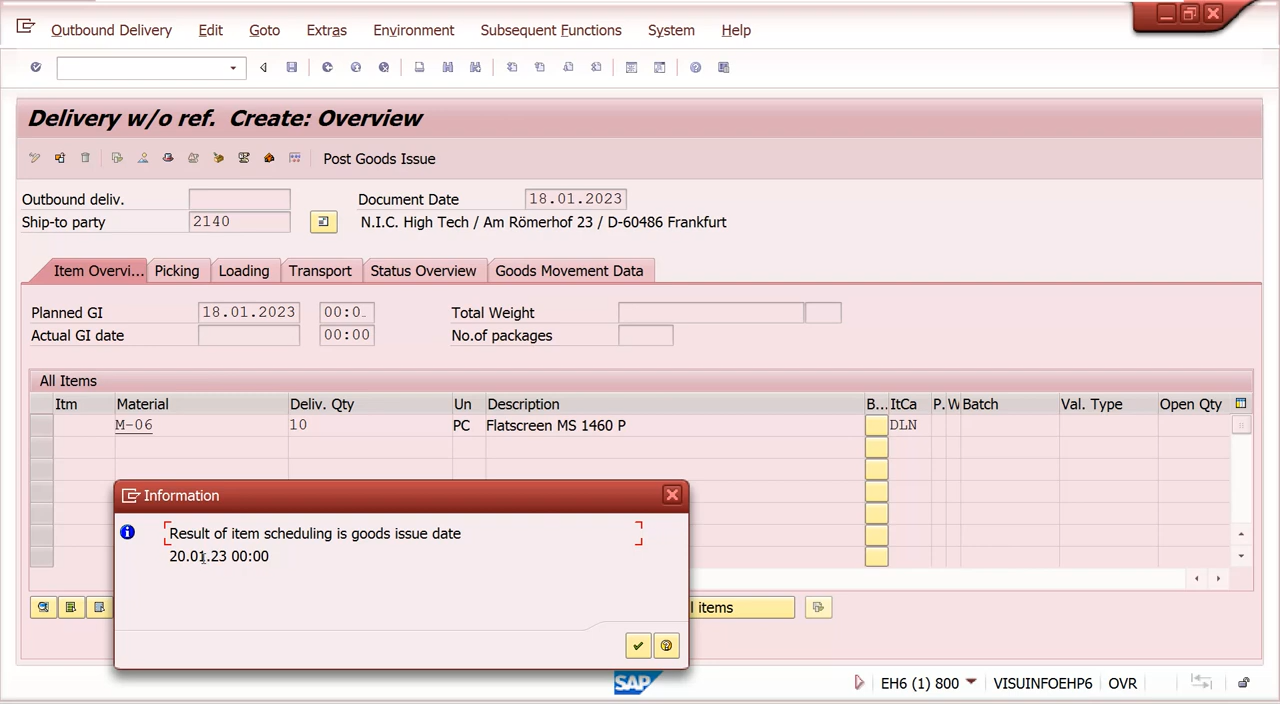 Outbound Delivery Edit Goto Extras Environment Subsequent Functions System Help
Delivery w/o ref. Create: Overview
Post Goods Issue
Outbound deliv. Document Date 18.01.2023
Ship-to party 2140 N.I.C. High Tech / Am Römerhof 23 / D-60486 Frankfurt
Item Overvi... Picking Loading Transport Status Overview Goods Movement Data
Planned GI 18.01.2023 00:0. Total Weight
Actual GI date 00:00 No.of packages
All Items
Itm Material Deliv. Qty Un Description B... ItCa P. W Batch Val. Type Open Qty
M-06 10 PC Flatscreen MS 1460 P DLN
Information
Result of item scheduling is goods issue date
20.01.23 00:00
l items
SAP EH6 (1) 800 VISUINFOEHP6 OVR